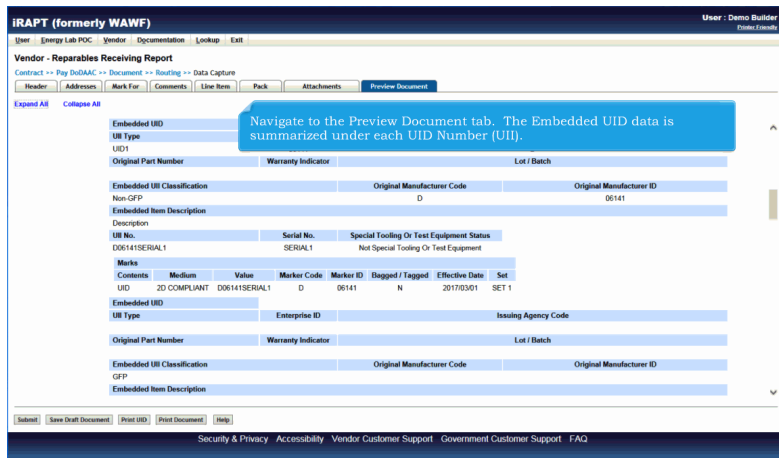 iRAPT (formerly WAWF)
User : Demo Builder
Printer Friendly
User Energy Lab POC Vendor Documentation Lookup Exit
Vendor - Reparables Receiving Report
Contract >> Pay DoDAAC >> Document >> Routing >> Data Capture
Header Addresses Mark For Comments Line Item Pack Attachments Preview Document
Expand All Collapse All
Navigate to the Preview Document tab. The Embedded UID data is
summarized under each UID Number (UII).
Embedded UID
UII Type
UID1
Original Part Number Warranty Indicator Lot / Batch
Embedded UII Classification Original Manufacturer Code Original Manufacturer ID
Non-GFP D 06141
Embedded Item Description
Description
UII No. Serial No. Special Tooling Or Test Equipment Status
D06141SERIAL1 SERIAL1 Not Special Tooling Or Test Equipment
Marks
Contents Medium Value Marker Code Marker ID Bagged / Tagged Effective Date Set
UID 2D COMPLIANT D06141SERIAL1 D 06141 N 2017/03/01 SET 1
Embedded UID
UII Type Enterprise ID Issuing Agency Code
Original Part Number Warranty Indicator Lot / Batch
Embedded UII Classification Original Manufacturer Code Original Manufacturer ID
GFP
Embedded Item Description
Submit Save Draft Document Print UID Print Document Help
Security & Privacy Accessibility Vendor Customer Support Government Customer Support FAQ